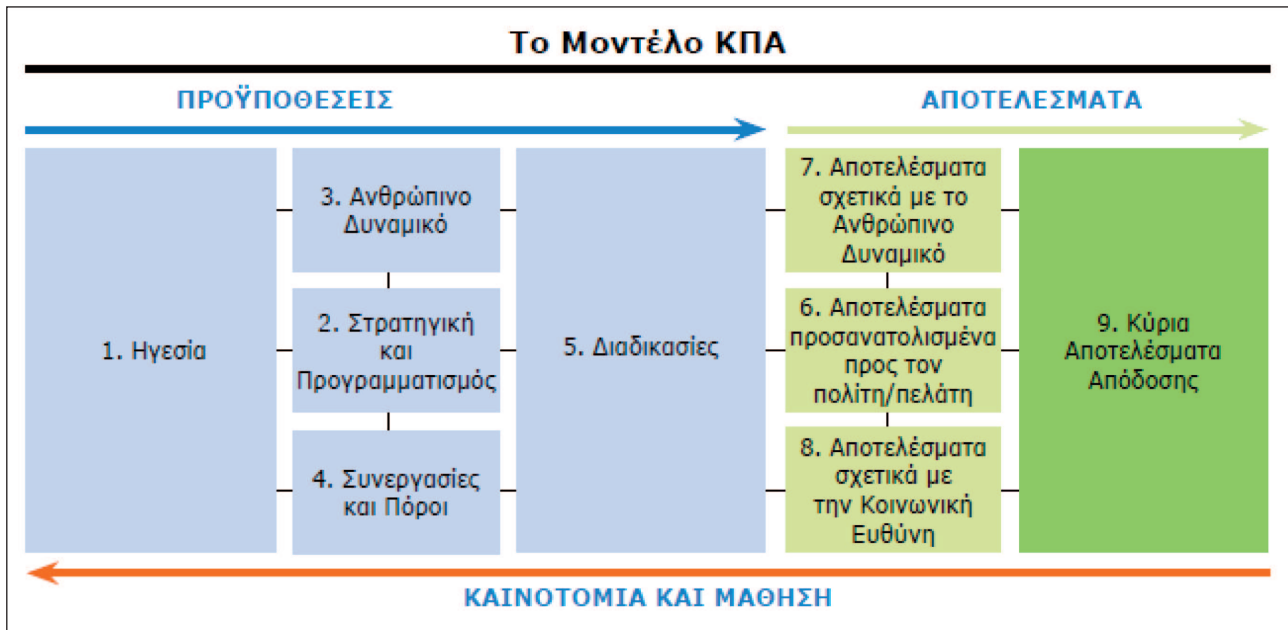 Το Μοντέλο ΚΠΑ
ΠΡΟΫΠΟΘΕΣΕΙΣ
ΑΠΟΤΕΛΕΣΜΑΤΑ
1. Ηγεσία
3. Ανθρώπινο
Δυναμικό
2. Στρατηγική
και
Προγραμματισμός
4. Συνεργασίες
και Πόροι
5. Διαδικασίες
7. Αποτελέσματα
σχετικά με το
Ανθρώπινο
Δυναμικό
6. Αποτελέσματα
προσανατολισμένα
προς τον
πολίτη/πελάτη
8. Αποτελέσματα
σχετικά με
την Κοινωνική
Ευθύνη
9. Κύρια
Αποτελέσματα
Απόδοσης
ΚΑΙΝΟΤΟΜΙΑ ΚΑΙ ΜΑΘΗΣΗ